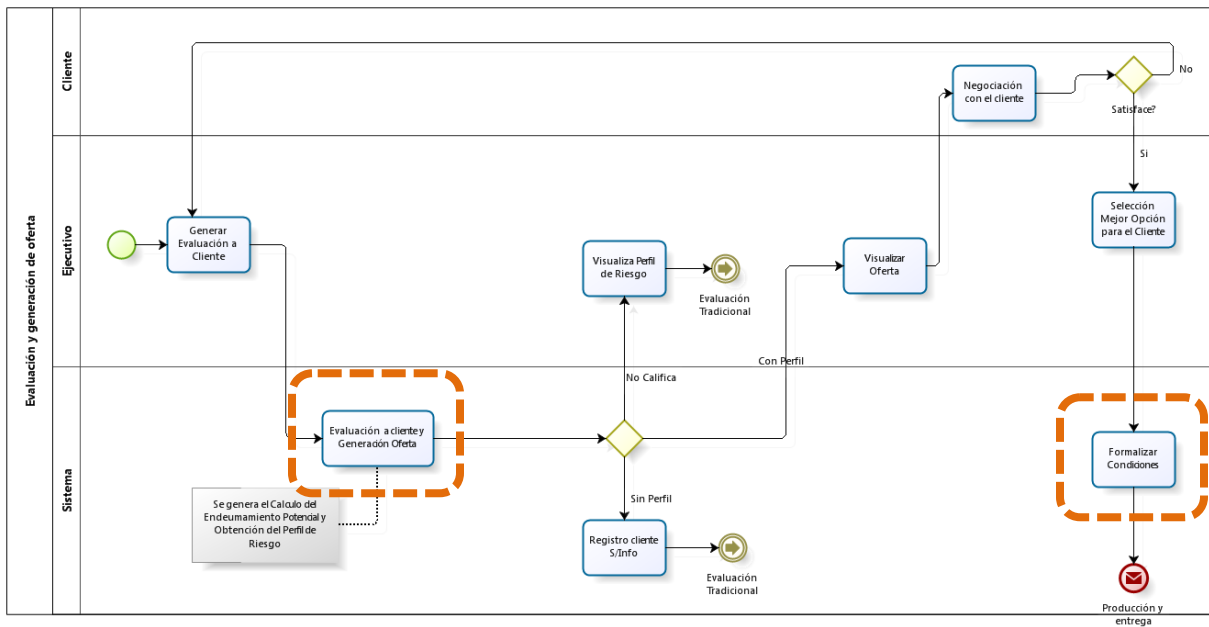 Evaluación y generación de oferta
Cliente
Negociación
con el cliente
No
Satisface?
Ejecutivo
Si
Generar
Evaluación a
Cliente
Visualiza Perfil
de Riesgo
Evaluación
Tradicional
Visualizar
Oferta
Selección
Mejor Opción
para el Cliente
Con Perfil
No Califica
Sistema
Evaluación a cliente y
Generación Oferta
Formalizar
Condiciones
Se genera el Calculo del
Endeumamiento Potencial y
Obtención del Perfil de
Riesgo
Sin Perfil
Registro cliente
S/Info
Evaluación
Tradicional
Producción y
entrega